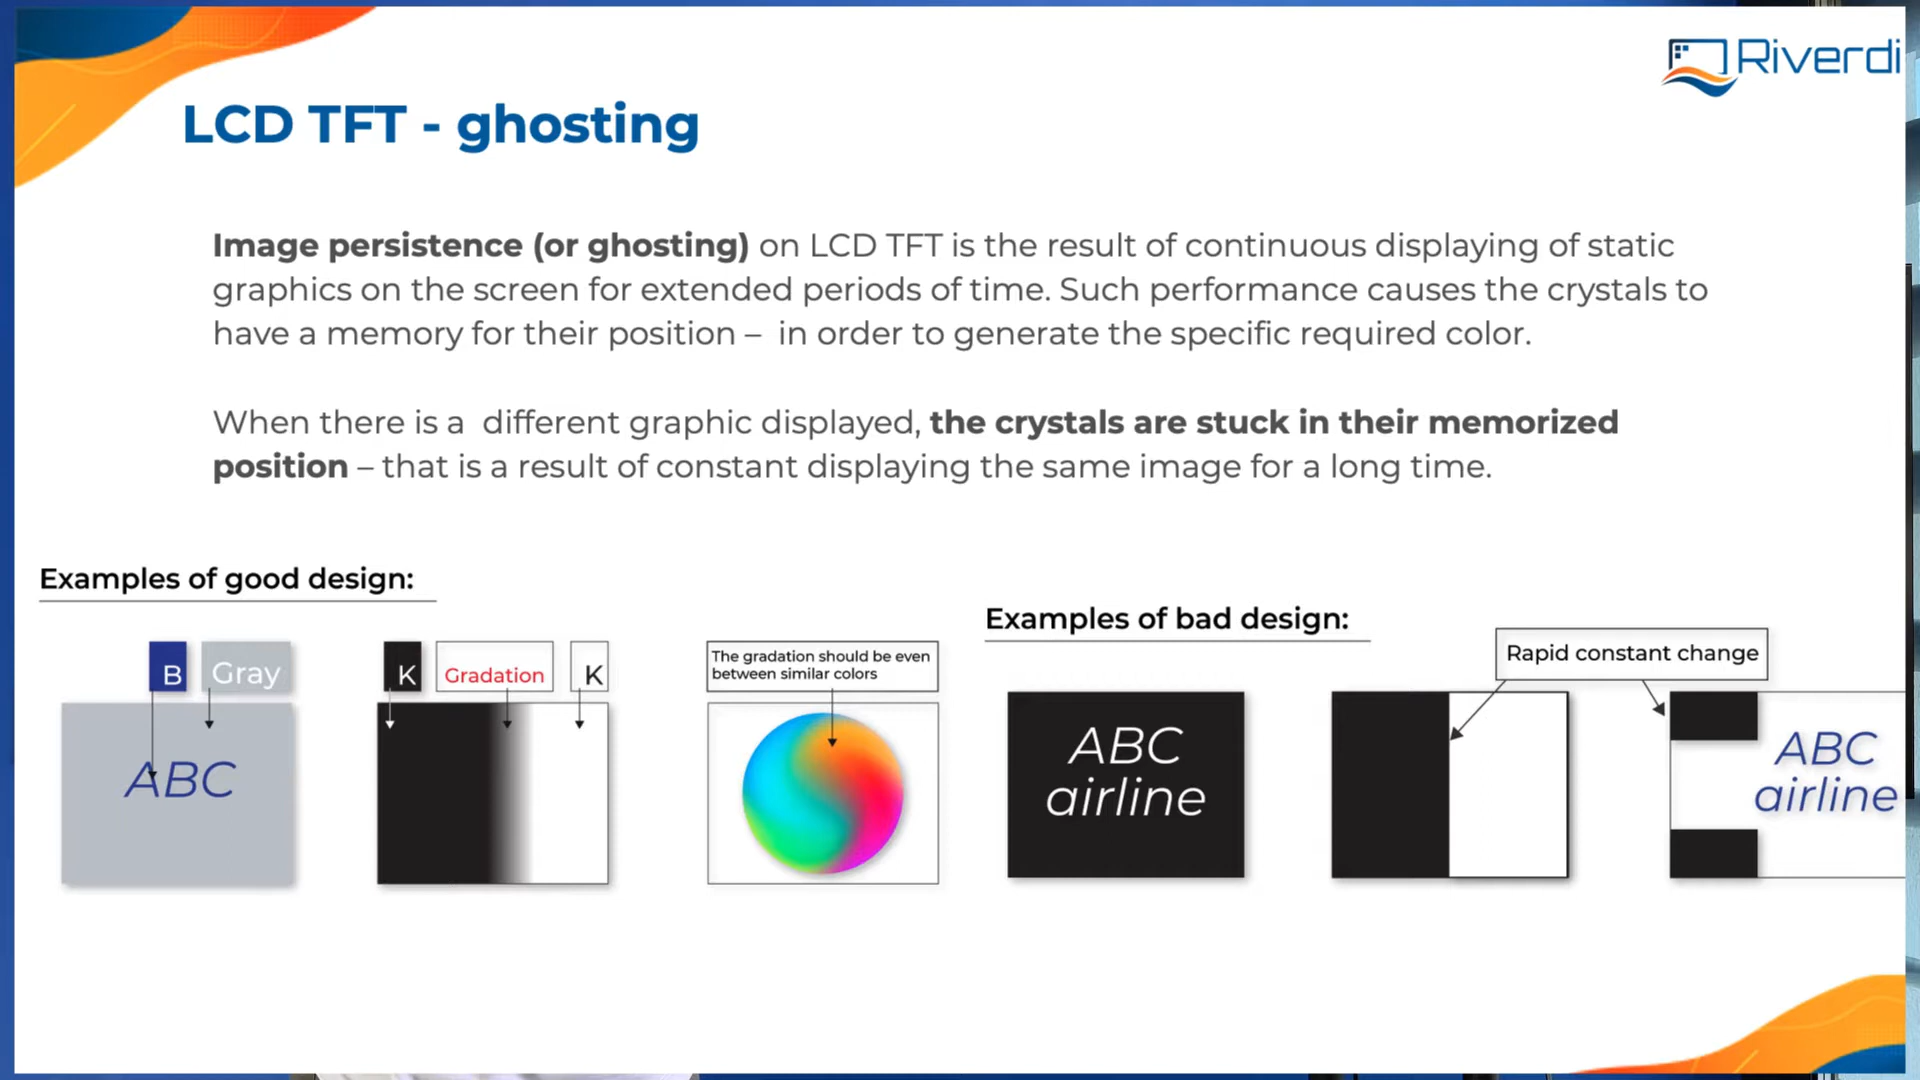 Riverdi
LCD TFT - ghosting
Image persistence (or ghosting) on LCD TFT is the result of continuous displaying of static
graphics on the screen for extended periods of time. Such performance causes the crystals to
have a memory for their position – in order to generate the specific required color.
When there is a different graphic displayed, the crystals are stuck in their memorized
position – that is a result of constant displaying the same image for a long time.
Examples of good design:
B
Gray
ABC
K
Gradation
K
The gradation should be even
between similar colors
Examples of bad design:
Rapid constant change
ABC
airline
ABC
airline